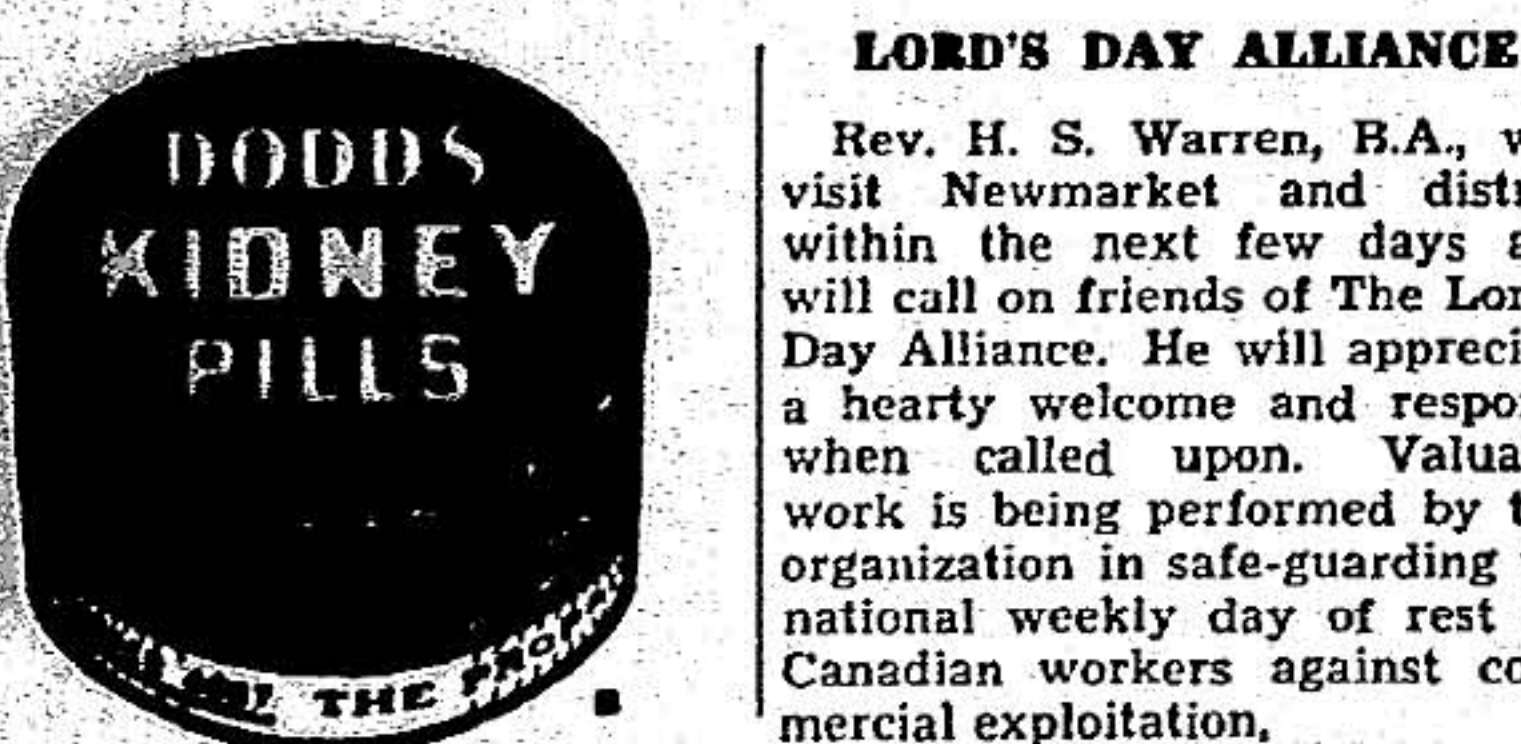 DODDS
KIDNEY
PILLS
THE
LORD'S DAY ALLIANCE
Rev. H. S. Warren, B.A.,
visit Newmarket and
within the next few days
will call on friends of The
Day Alliance. He will
a hearty welcome and
when called upon.
work is being performed by
organization in safe-guarding
national weekly day of rest
Canadian workers against
mercial exploitation.